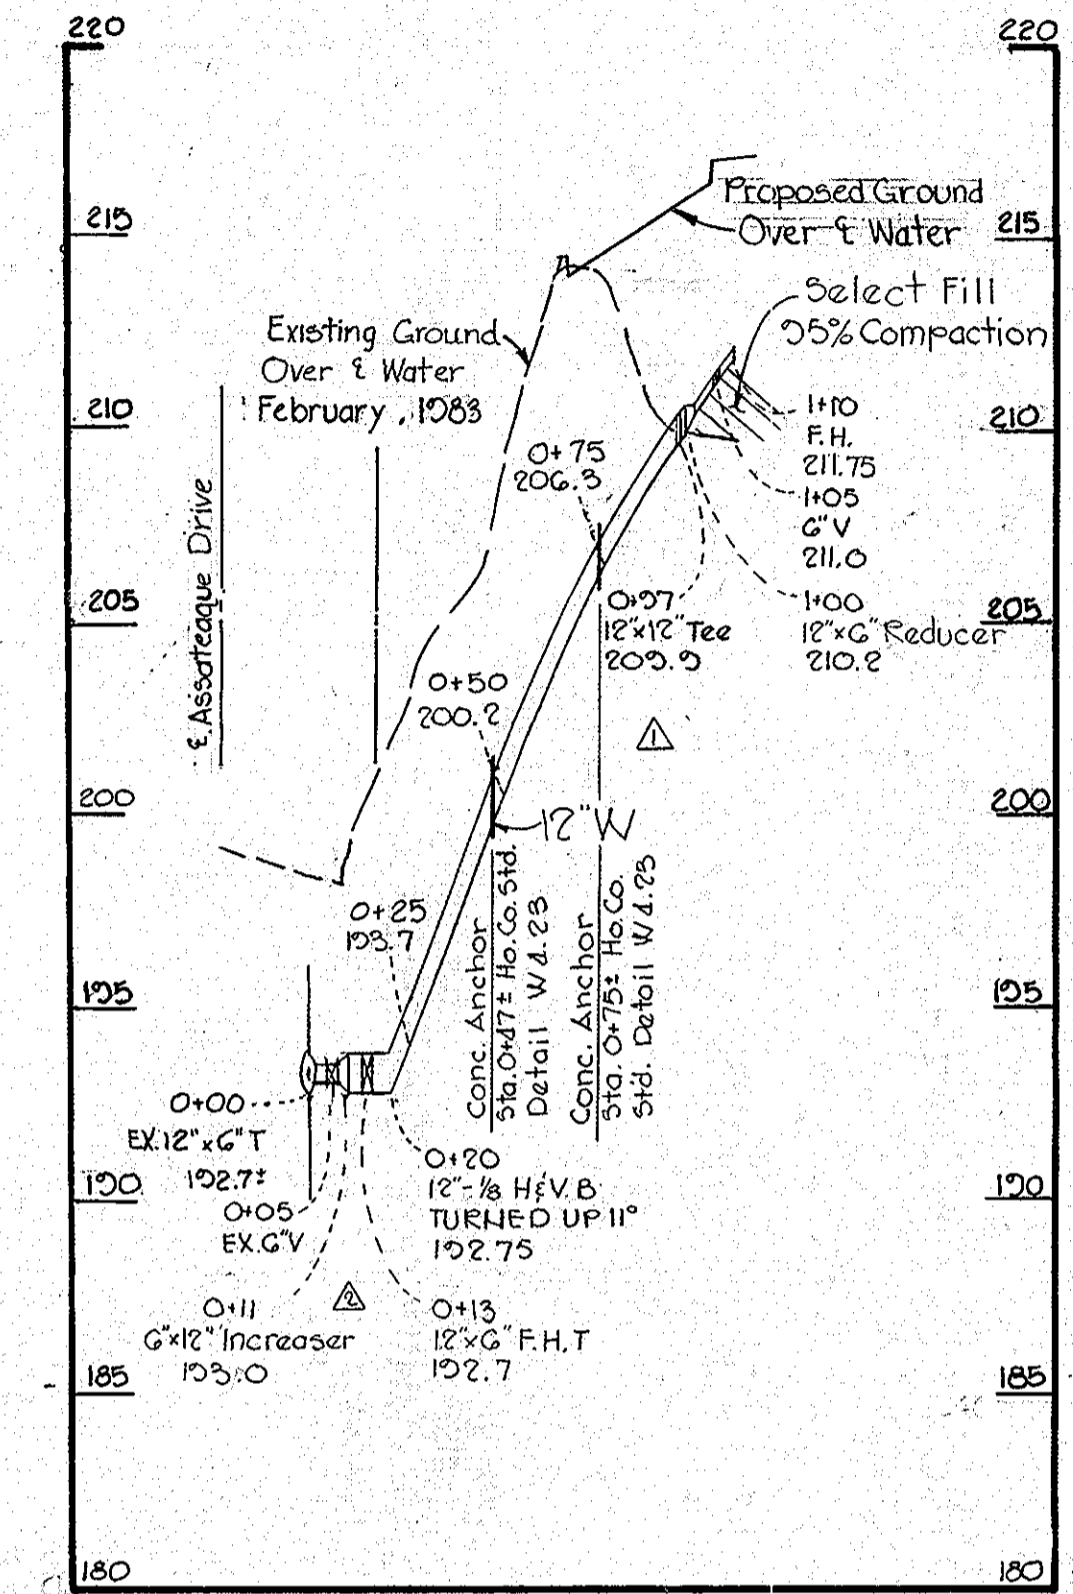 220
220
Proposed Ground
Over ℄ Water
215
215
Select Fill
95% Compaction
Existing Ground
Over ℄ Water
February, 1983
210
210
1+10
F.H.
211.75
0+75
206.3
1+05
6"V
211.0
℄ Assateaque Drive
205
205
0+97
12"x12" Tee
209.9
1+00
12"x6" Reducer
210.2
0+50
200.2
1
200
200
12"W
Conc. Anchor
Sta. 0+47± Ho. Co. Std.
Detail W4.23
Conc. Anchor
Sta. 0+75± Ho. Co.
Std. Detail W4.23
0+25
193.7
195
195
0+00
EX. 12"x6" T
192.7±
190
190
0+05
EX. 6"V
0+20
12"-1/8 H&V.B
TURNED UP 11°
192.75
2
0+11
6"x12" Increaser
193.0
0+13
12"x6" F.H.T
192.7
185
185
180
180